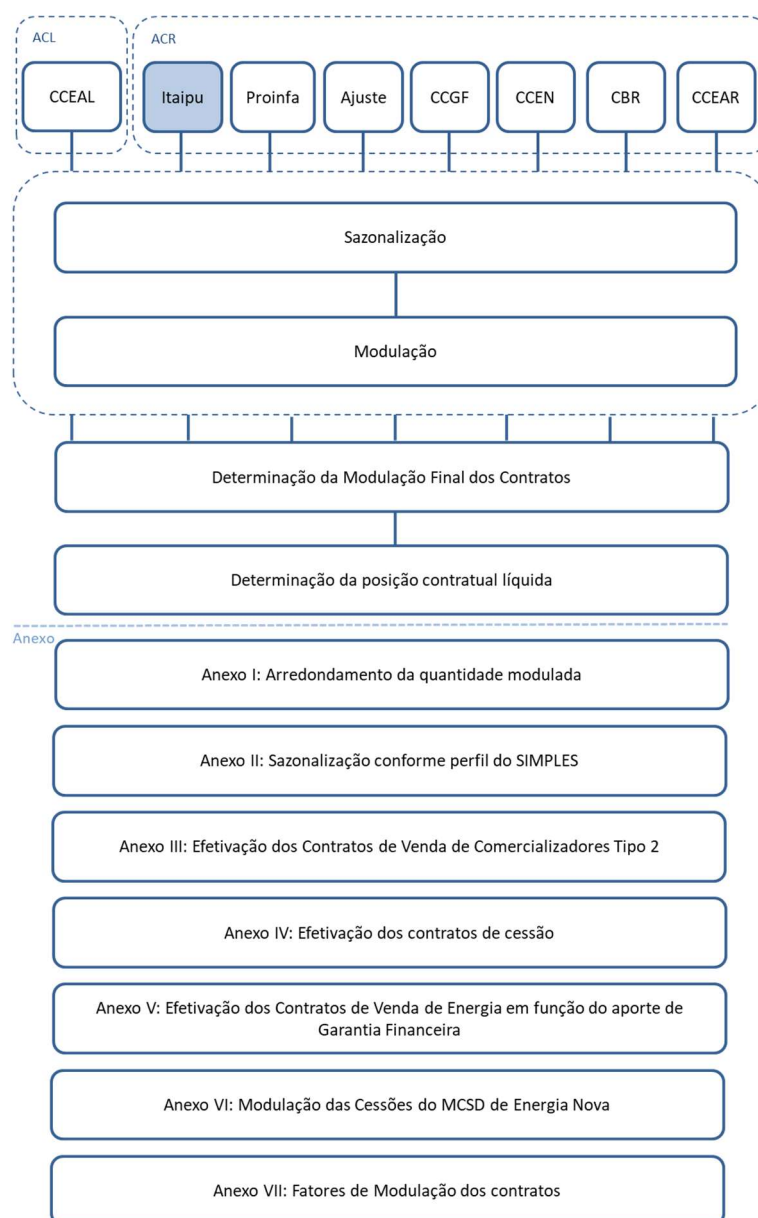 ACL
ACR
CCEAL
Itaipu
Proinfa
Ajuste
CCGF
CCEN
CBR
CCEAR
Sazonalização
Modulação
Determinação da Modulação Final dos Contratos
Determinação da posição contratual líquida
Anexo
Anexo I: Arredondamento da quantidade modulada
Anexo II: Sazonalização conforme perfil do SIMPLES
Anexo III: Efetivação dos Contratos de Venda de Comercializadores Tipo 2
Anexo IV: Efetivação dos contratos de cessão
Anexo V: Efetivação dos Contratos de Venda de Energia em função do aporte de
Garantia Financeira
Anexo VI: Modulação das Cessões do MCSD de Energia Nova
Anexo VII: Fatores de Modulação dos contratos